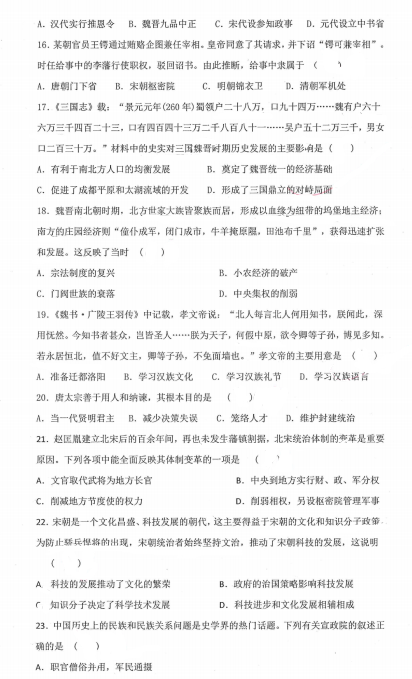 A. 汉代实行推恩令 B. 魏晋九品中正 C. 宋代设参知政事 D. 元代设立中书省
16. 某朝官员王锷通过贿赂企图兼任宰相。皇帝同意了其请求，并下诏“锷可兼宰相”。
时任给事中的李藩行使职权，驳回诏书。由此推断，给事中隶属于 （ ）
A. 唐朝门下省 B. 宋朝枢密院 C. 明朝锦衣卫 D. 清朝军机处
17.《三国志》载：“景元元年(260 年)蜀领户二十八万，口九十四万……魏有户六十
六万三千四百二十三，口有四百四十三万二千八百八十一……吴户五十二万三千，男女
口二百三十万。”材料中的史实对三国魏晋时期历史发展的主要影响是（ ）
A. 有利于南北方人口的均衡发展 B. 奠定了魏晋统一的经济基础
C. 促进了成都平原和太湖流域的开发 D. 形成了三国鼎立的对峙局面
18. 魏晋南北朝时期，北方世家大族皆聚族而居，形成以血缘为纽带的坞堡地主经济；
南方的庄园经济则“僮仆成军，闭门成市，牛羊掩原隰，田池布千里”，获得迅速扩张
和发展。这反映了当时 （ ）
A. 宗法制度的复兴 B. 小农经济的破产
C. 门阀世族的衰落 D. 中央集权的削弱
19.《魏书·广陵王羽传》中记载，孝文帝说：“北人每言北人何用知书，朕闻此，深
用怃然。今知书者甚众，岂皆圣人……朕为天子，何假中原，欲令卿等子孙，博见多知。
若永居恒北，值不好文主，卿等子孙，不免面墙也。”孝文帝的主要用意是 （ ）
A. 准备迁都洛阳 B. 学习汉族文化 C. 学习汉族礼节 D. 学习汉族语言
20. 唐太宗善于用人和纳谏，其根本目的是 （ ）
A. 当一代贤明君主 B. 减少决策失误 C. 笼络人才 D. 维护封建统治
21. 赵匡胤建立北宋后的百余年间，再也未发生藩镇割据，北宋统治体制的变革是重要
原因。下列各项中能全面反映其体制变革的一项是 （ ）
A. 文官取代武将为地方长官 B. 中央到地方实行财、政、军分权
C. 削减地方节度使的权力 D. 削弱相权，另设枢密院管理军事
22. 宋朝是一个文化昌盛、科技发展的朝代，这主要得益于宋朝的文化和知识分子政策
为防止骄兵悍将的出现，宋朝统治者始终坚持文治，推动了宋朝科技的发展，这说明
（ ）
A 科技的发展推动了文化的繁荣 B. 政府的治国策略影响科技发展
C 知识分子决定了科学技术发展 D. 科技进步和文化发展相辅相成
23. 中国历史上的民族和民族关系问题是史学界的热门话题。下列有关宣政院的叙述正
确的是 （ ）
A. 职官僧俗并用，军民通摄